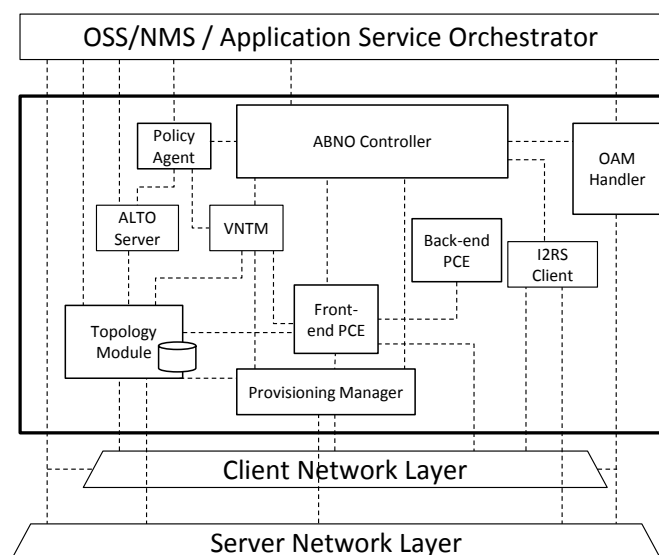 OSS/NMS / Application Service Orchestrator
Policy
Agent
ABNO Controller
OAM
Handler
ALTO
Server
VNTM
Back-end
PCE
I2RS
Client
Topology
Module
Front-
end PCE
Provisioning Manager
Client Network Layer
Server Network Layer